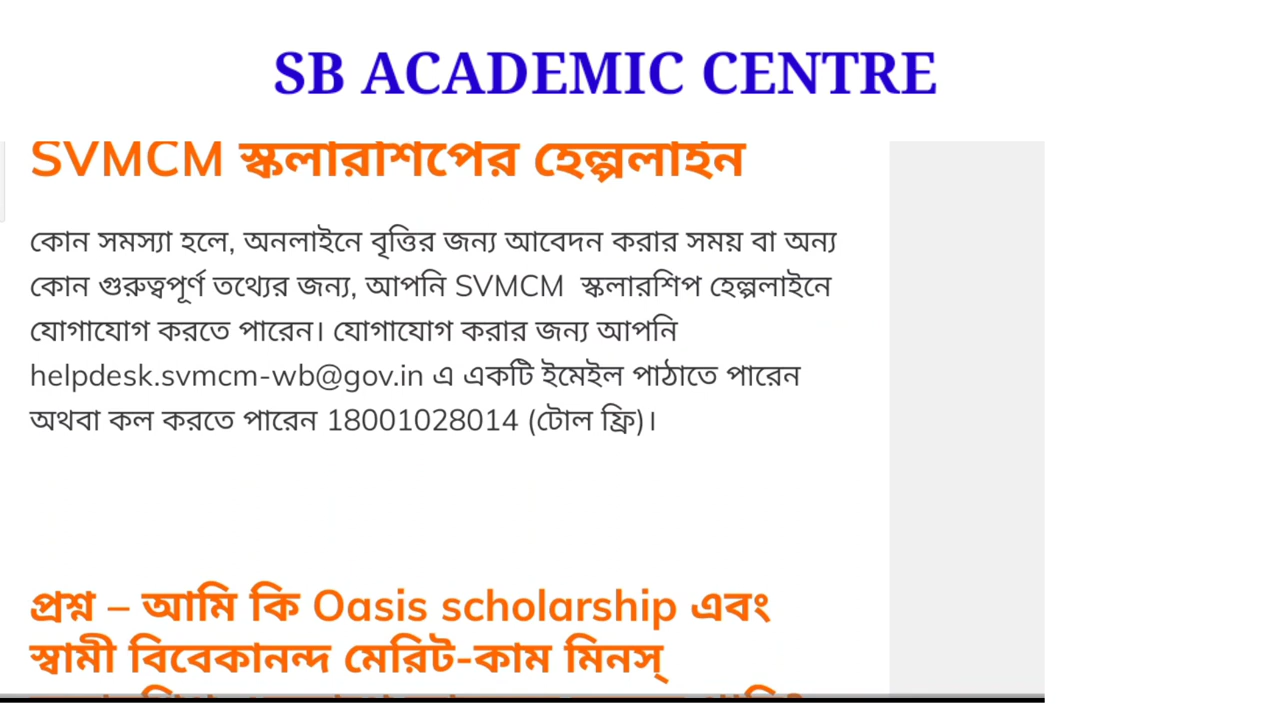 SB ACADEMIC CENTRE
SVMCM স্কলারশিপের হেল্পলাইন
কোন সমস্যা হলে, অনলাইনে বৃত্তির জন্য আবেদন করার সময় বা অন্য
কোন গুরুত্বপূর্ণ তথ্যের জন্য, আপনি SVMCM স্কলারশিপ হেল্পলাইনে
যোগাযোগ করতে পারেন। যোগাযোগ করার জন্য আপনি
helpdesk.svmcm-wb@gov.in এ একটি ইমেইল পাঠাতে পারেন
অথবা কল করতে পারেন 18001028014 (টোল ফ্রি)।
প্রশ্ন – আমি কি Oasis scholarship এবং
স্বামী বিবেকানন্দ মেরিট-কাম মিনস্